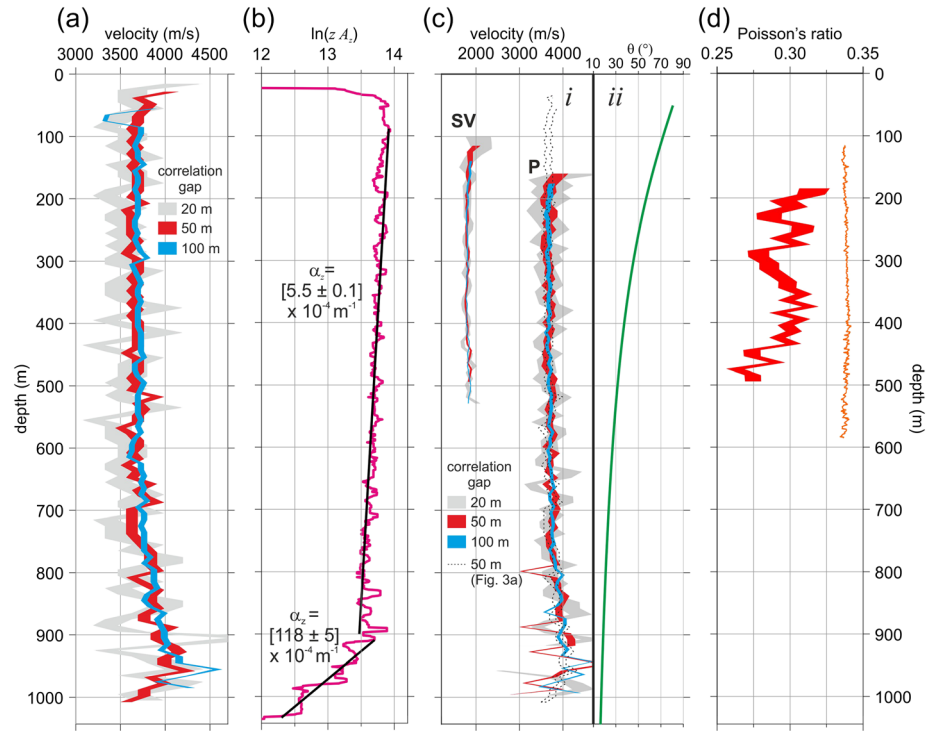 (a)
velocity (m/s)
3000 3500 4000 4500
0
100
200
300
400
500
600
700
800
900
1000
depth (m)
correlation
gap
20 m
50 m
100 m
(b)
ln(z A_z)
12 13 14
α_z=
[5.5 ± 0.1]
x 10⁻⁴ m⁻¹
α_z=
[118 ± 5]
x 10⁻⁴ m⁻¹
(c)
velocity (m/s)
2000 3000 4000
θ (°)
10 30 50 70 90
i ii
SV
P
correlation
gap
20 m
50 m
100 m
50 m
(Fig. 3a)
(d)
Poisson's ratio
0.25 0.30 0.35
0
100
200
300
400
500
600
700
800
900
1000
depth (m)